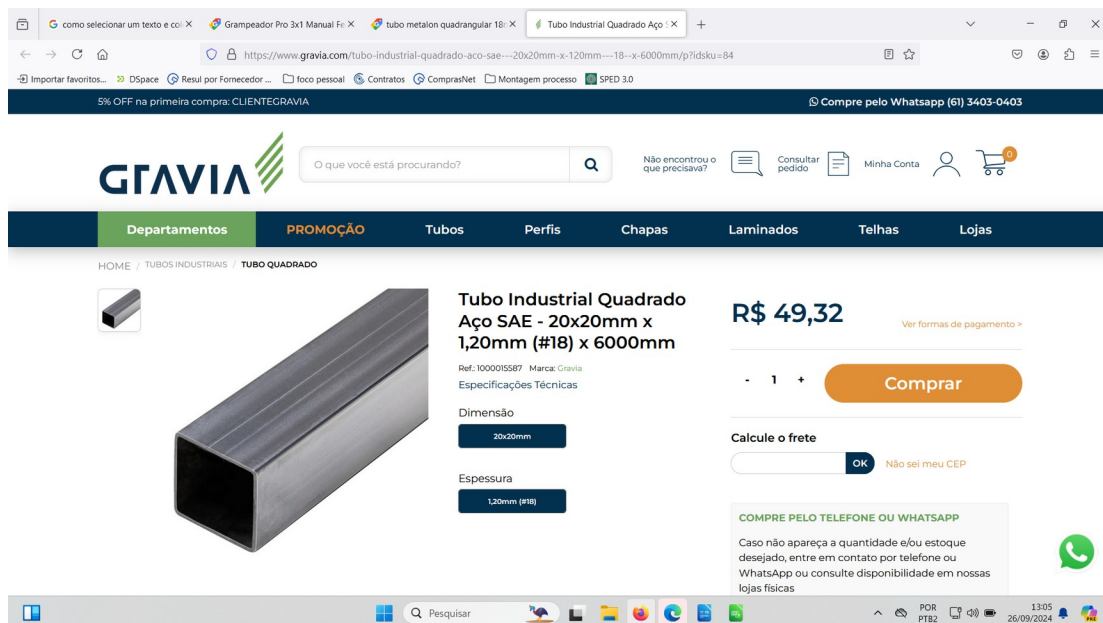 como selecionar um texto e col
Grampeador Pro 3x1 Manual Fe
tubo metalon quadrangular 18n
Tubo Industrial Quadrado Aço S
https://www.gravia.com/tubo-industrial-quadrado-aco-sae---20x20mm-x-120mm---18--x-6000mm/p?idsku=84
Importar favoritos...
DSpace
Resul por Fornecedor ...
foco pessoal
Contratos
ComprasNet
Montagem processo
SPED 3.0
5% OFF na primeira compra: CLIENTEGRAVIA
Compre pelo Whatsapp (61) 3403-0403
GRAVIA
O que você está procurando?
Não encontrou o
que precisava?
Consultar
pedido
Minha Conta
0
Departamentos
PROMOÇÃO
Tubos
Perfis
Chapas
Laminados
Telhas
Lojas
HOME / TUBOS INDUSTRIAIS / TUBO QUADRADO
Tubo Industrial Quadrado
Aço SAE - 20x20mm x
1,20mm (#18) x 6000mm
Ref.: 1000015587 Marca: Gravia
Especificações Técnicas
Dimensão
20x20mm
Espessura
1,20mm (#18)
R$ 49,32
Ver formas de pagamento >
- 1 +
Comprar
Calcule o frete
OK
Não sei meu CEP
COMPRE PELO TELEFONE OU WHATSAPP
Caso não apareça a quantidade e/ou estoque
desejado, entre em contato por telefone ou
WhatsApp ou consulte disponibilidade em nossas
lojas físicas
Pesquisar
POR
PTB2
13:05
26/09/2024
PRE